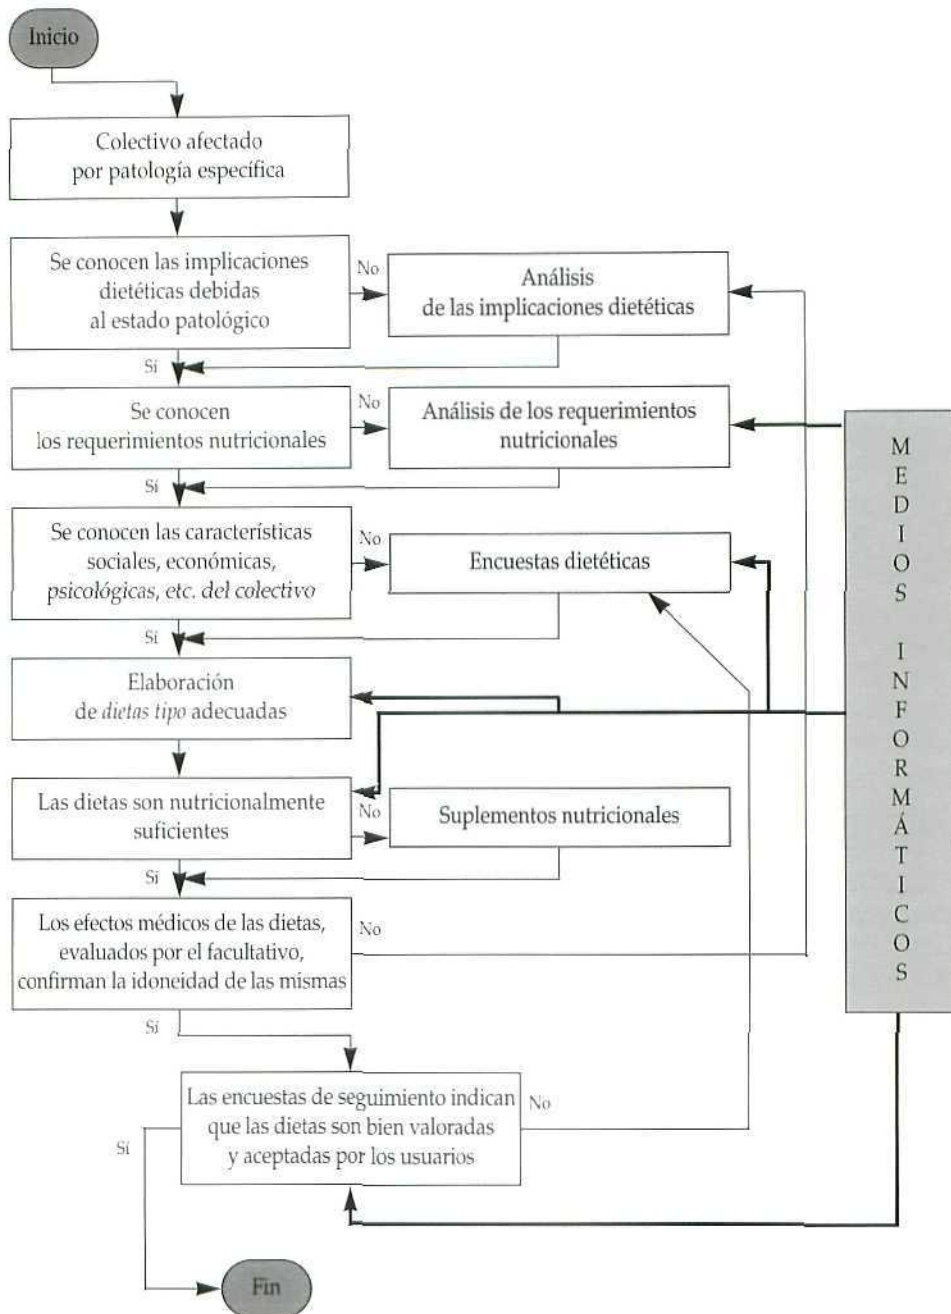 Inicio
Colectivo afectado
por patología específica
Se conocen las implicaciones
dietéticas debidas
al estado patológico
No
Análisis
de las implicaciones dietéticas
Sí
Se conocen
los requerimientos nutricionales
No
Análisis de los requerimientos
nutricionales
Sí
Se conocen las características
sociales, económicas,
psicológicas, etc. del colectivo
No
Encuestas dietéticas
Sí
Elaboración
de dietas tipo adecuadas
Las dietas son nutricionalmente
suficientes
No
Suplementos nutricionales
Sí
Los efectos médicos de las dietas,
evaluados por el facultativo,
confirman la idoneidad de las mismas
No
Sí
Las encuestas de seguimiento indican
que las dietas son bien valoradas
y aceptadas por los usuarios
No
Sí
Fin
MEDIOS INFORMÁTICOS